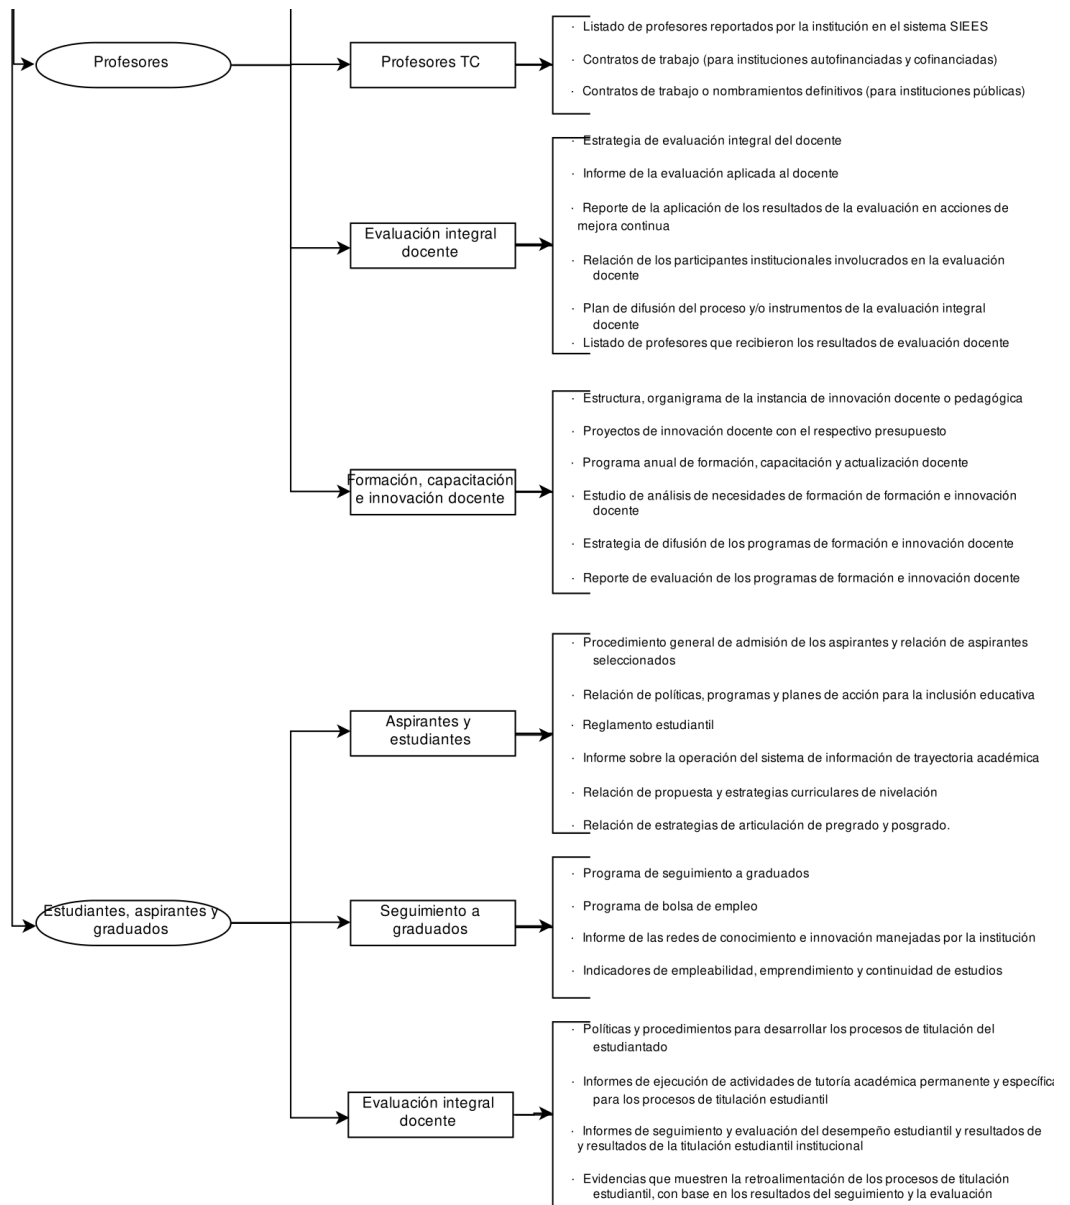 Profesores
Profesores TC
· Listado de profesores reportados por la institución en el sistema SIEES
· Contratos de trabajo (para instituciones autofinanciadas y cofinanciadas)
· Contratos de trabajo o nombramientos definitivos (para instituciones públicas)
Evaluación integral
docente
· Estrategia de evaluación integral del docente
· Informe de la evaluación aplicada al docente
· Reporte de la aplicación de los resultados de la evaluación en acciones de
mejora continua
· Relación de los participantes institucionales involucrados en la evaluación
docente
· Plan de difusión del proceso y/o instrumentos de la evaluación integral
docente
· Listado de profesores que recibieron los resultados de evaluación docente
Formación, capacitación
e innovación docente
· Estructura, organigrama de la instancia de innovación docente o pedagógica
· Proyectos de innovación docente con el respectivo presupuesto
· Programa anual de formación, capacitación y actualización docente
· Estudio de análisis de necesidades de formación de formación e innovación
docente
· Estrategia de difusión de los programas de formación e innovación docente
· Reporte de evaluación de los programas de formación e innovación docente
Estudiantes, aspirantes y
graduados
Aspirantes y
estudiantes
· Procedimiento general de admisión de los aspirantes y relación de aspirantes
seleccionados
· Relación de políticas, programas y planes de acción para la inclusión educativa
· Reglamento estudiantil
· Informe sobre la operación del sistema de información de trayectoria académica
· Relación de propuesta y estrategias curriculares de nivelación
· Relación de estrategias de articulación de pregrado y posgrado.
Seguimiento a
graduados
· Programa de seguimiento a graduados
· Programa de bolsa de empleo
· Informe de las redes de conocimiento e innovación manejadas por la institución
· Indicadores de empleabilidad, emprendimiento y continuidad de estudios
Evaluación integral
docente
· Políticas y procedimientos para desarrollar los procesos de titulación del
estudiantado
· Informes de ejecución de actividades de tutoría académica permanente y específica
para los procesos de titulación estudiantil
· Informes de seguimiento y evaluación del desempeño estudiantil y resultados de
y resultados de la titulación estudiantil institucional
· Evidencias que muestren la retroalimentación de los procesos de titulación
estudiantil, con base en los resultados del seguimiento y la evaluación